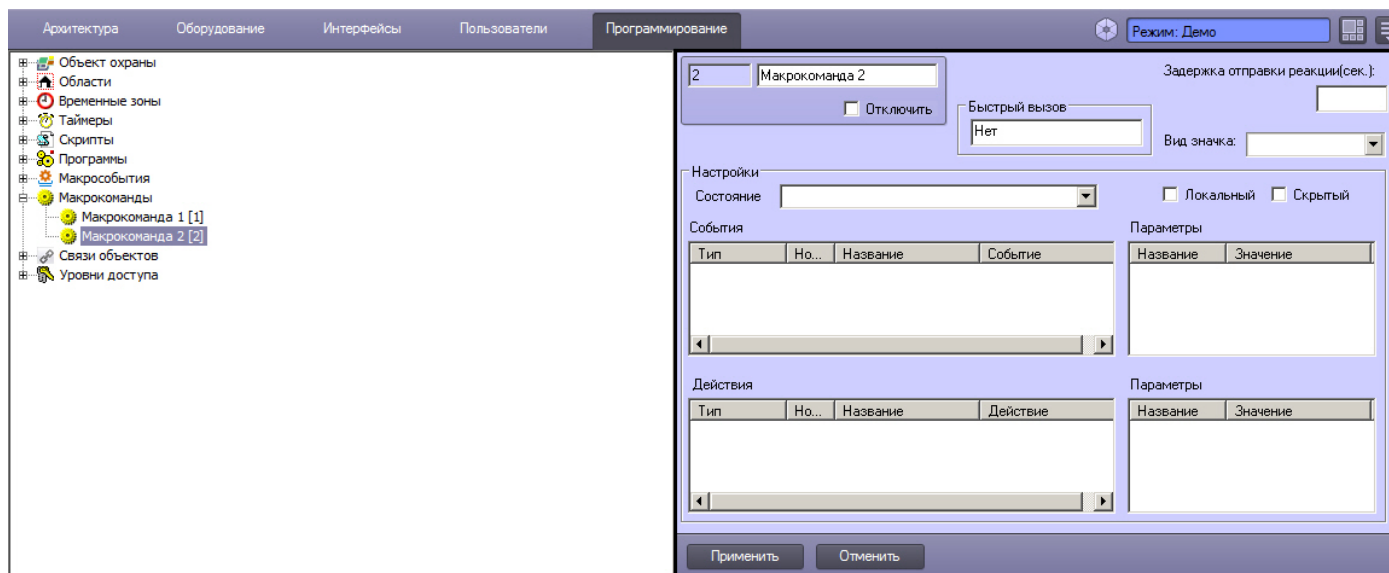 Архитектура Оборудование Интерфейсы Пользователи Программирование Режим: Демо
Объект охраны
Области
Временные зоны
Таймеры
Скрипты
Программы
Макрособытия
Макрокоманды
Макрокоманда 1 [1]
Макрокоманда 2 [2]
Связи объектов
Уровни доступа
2 Макрокоманда 2
Отключить
Быстрый вызов
Нет
Задержка отправки реакции(сек.):
Вид значка:
Настройки
Состояние Локальный Скрытый
События Параметры
Тип Но... Название Событие Название Значение
Действия Параметры
Тип Но... Название Действие Название Значение
Применить Отменить